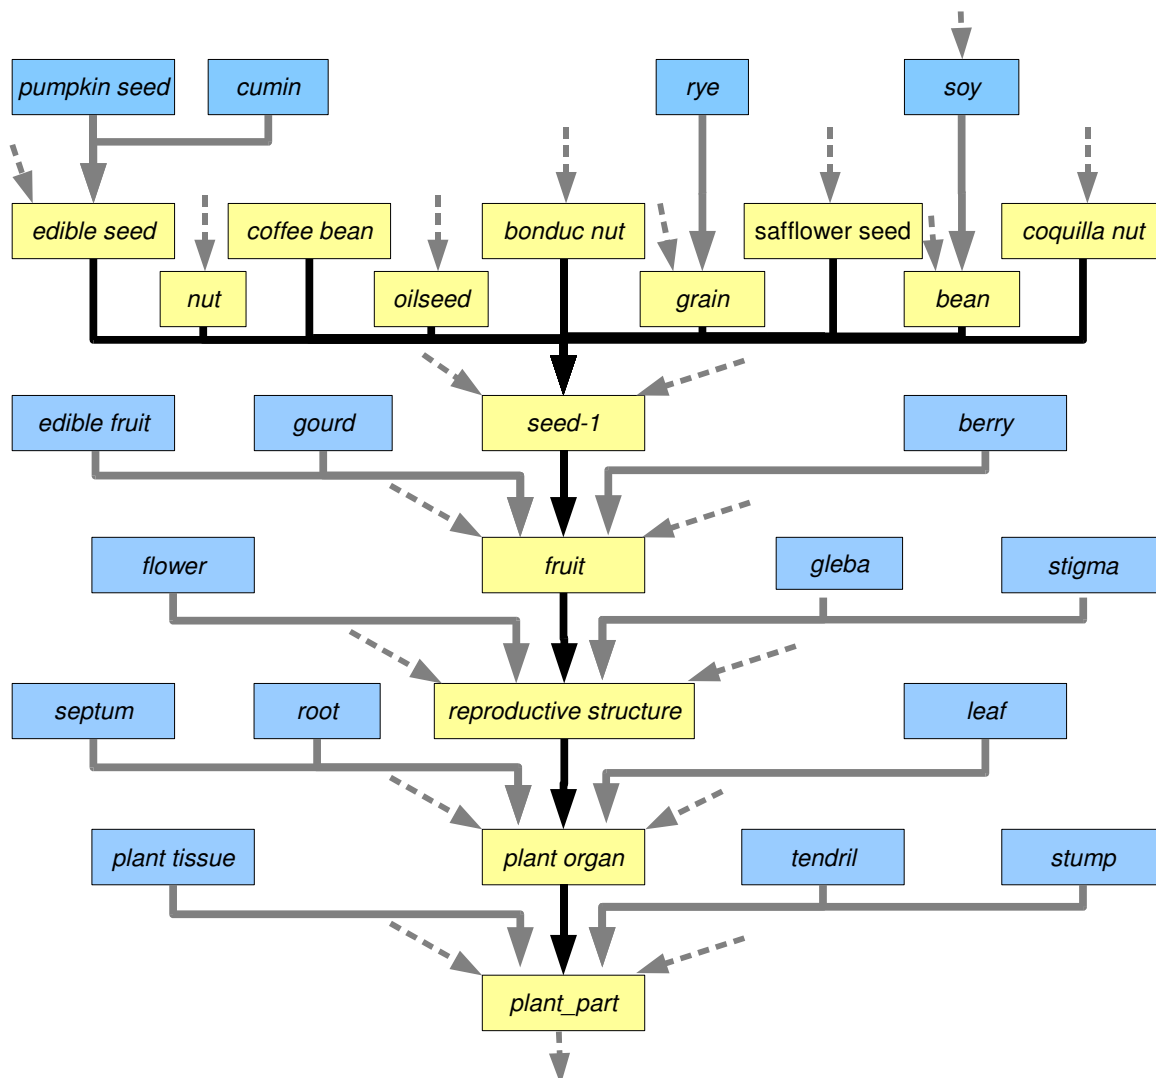 pumpkin seed
cumin
rye
soy
edible seed
coffee bean
bonduc nut
safflower seed
coquilla nut
nut
oilseed
grain
bean
edible fruit
gourd
seed-1
berry
flower
fruit
gleba
stigma
septum
root
reproductive structure
leaf
plant tissue
plant organ
tendril
stump
plant_part